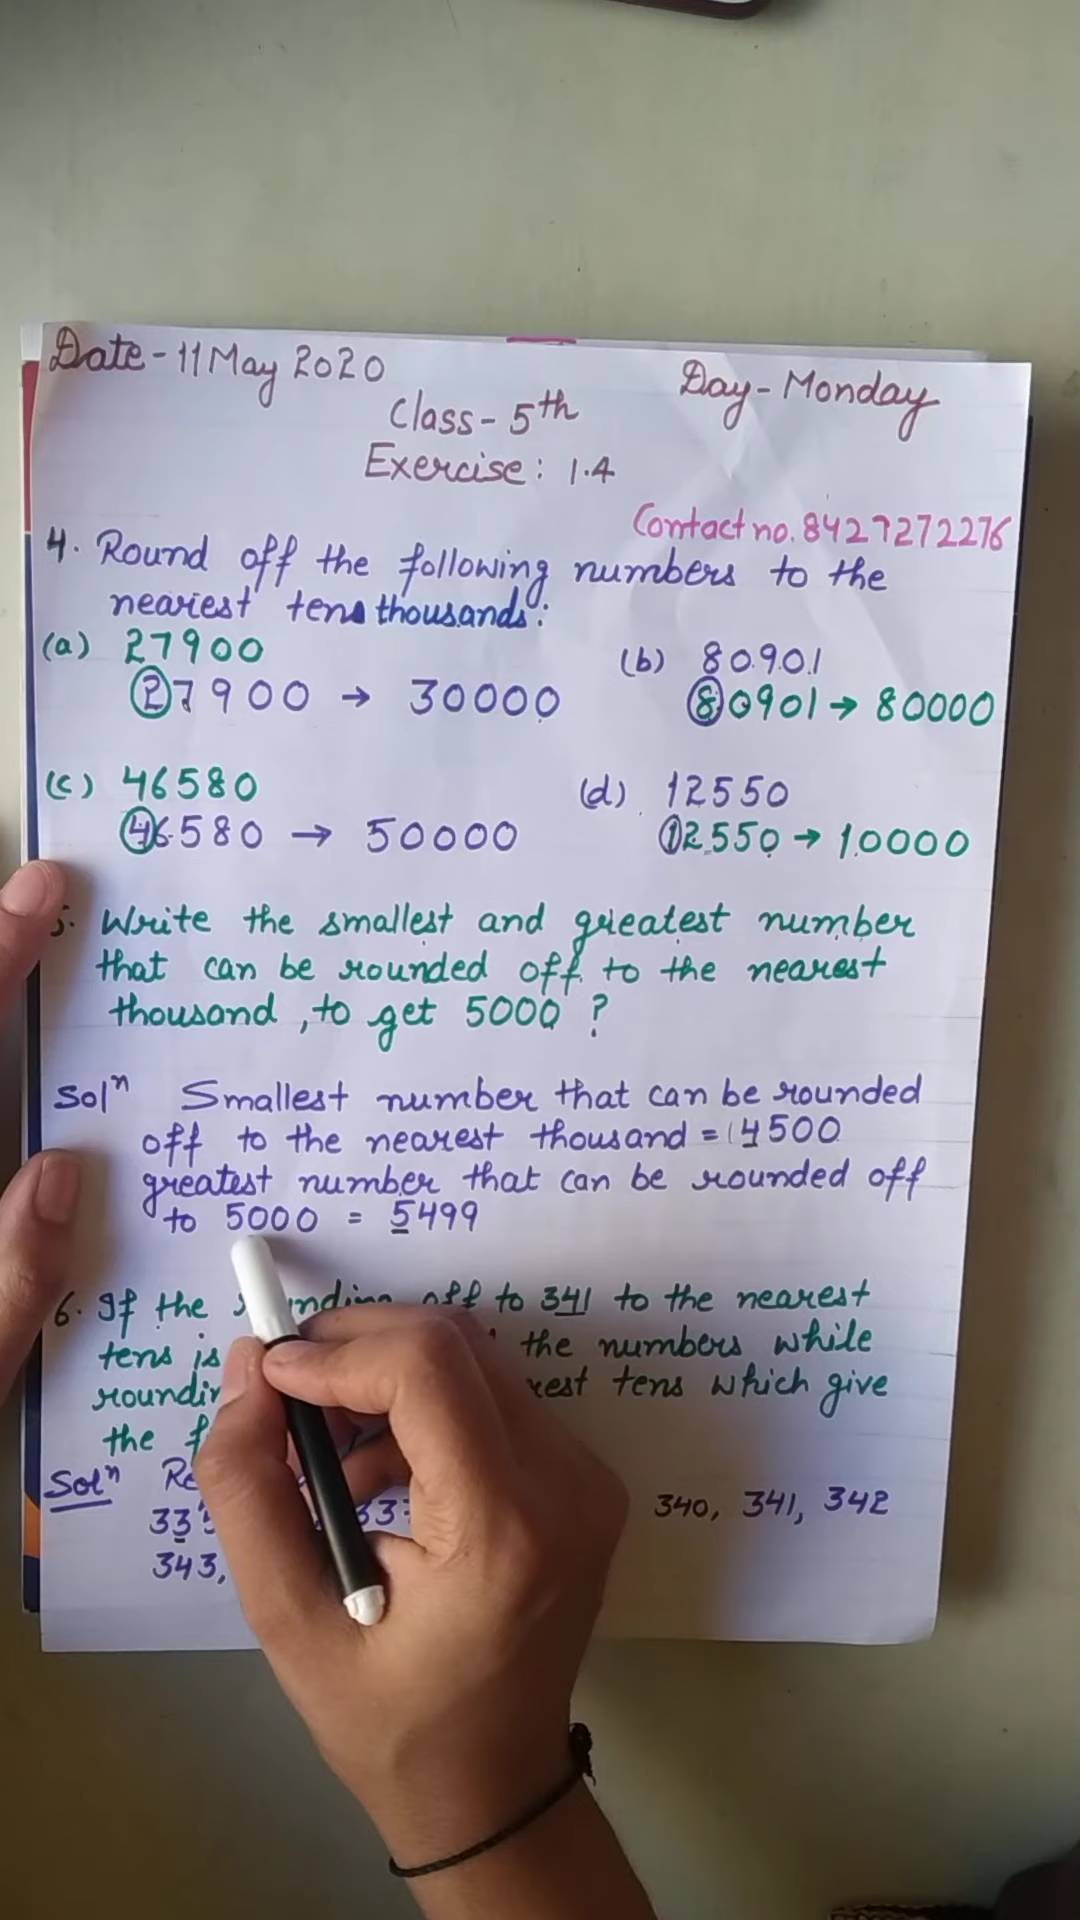 Date - 11 May 2020
Day - Monday
Class - 5th
Exercise : 1.4
Contact no. 8427272276
4. Round off the following numbers to the
nearest tens thousands:
(a) 27900
27900 → 30000
(b) 80901
80901 → 80000
(c) 46580
46580 → 50000
(d) 12550
12550 → 10000
5. Write the smallest and greatest number
that can be rounded off to the nearest
thousand, to get 5000 ?
Solⁿ Smallest number that can be rounded
off to the nearest thousand = 4500
greatest number that can be rounded off
to 5000 = 5499
6. If the off to 341 to the nearest
tens is the numbers while
tens which give
the
Solⁿ
340, 341, 342
343,